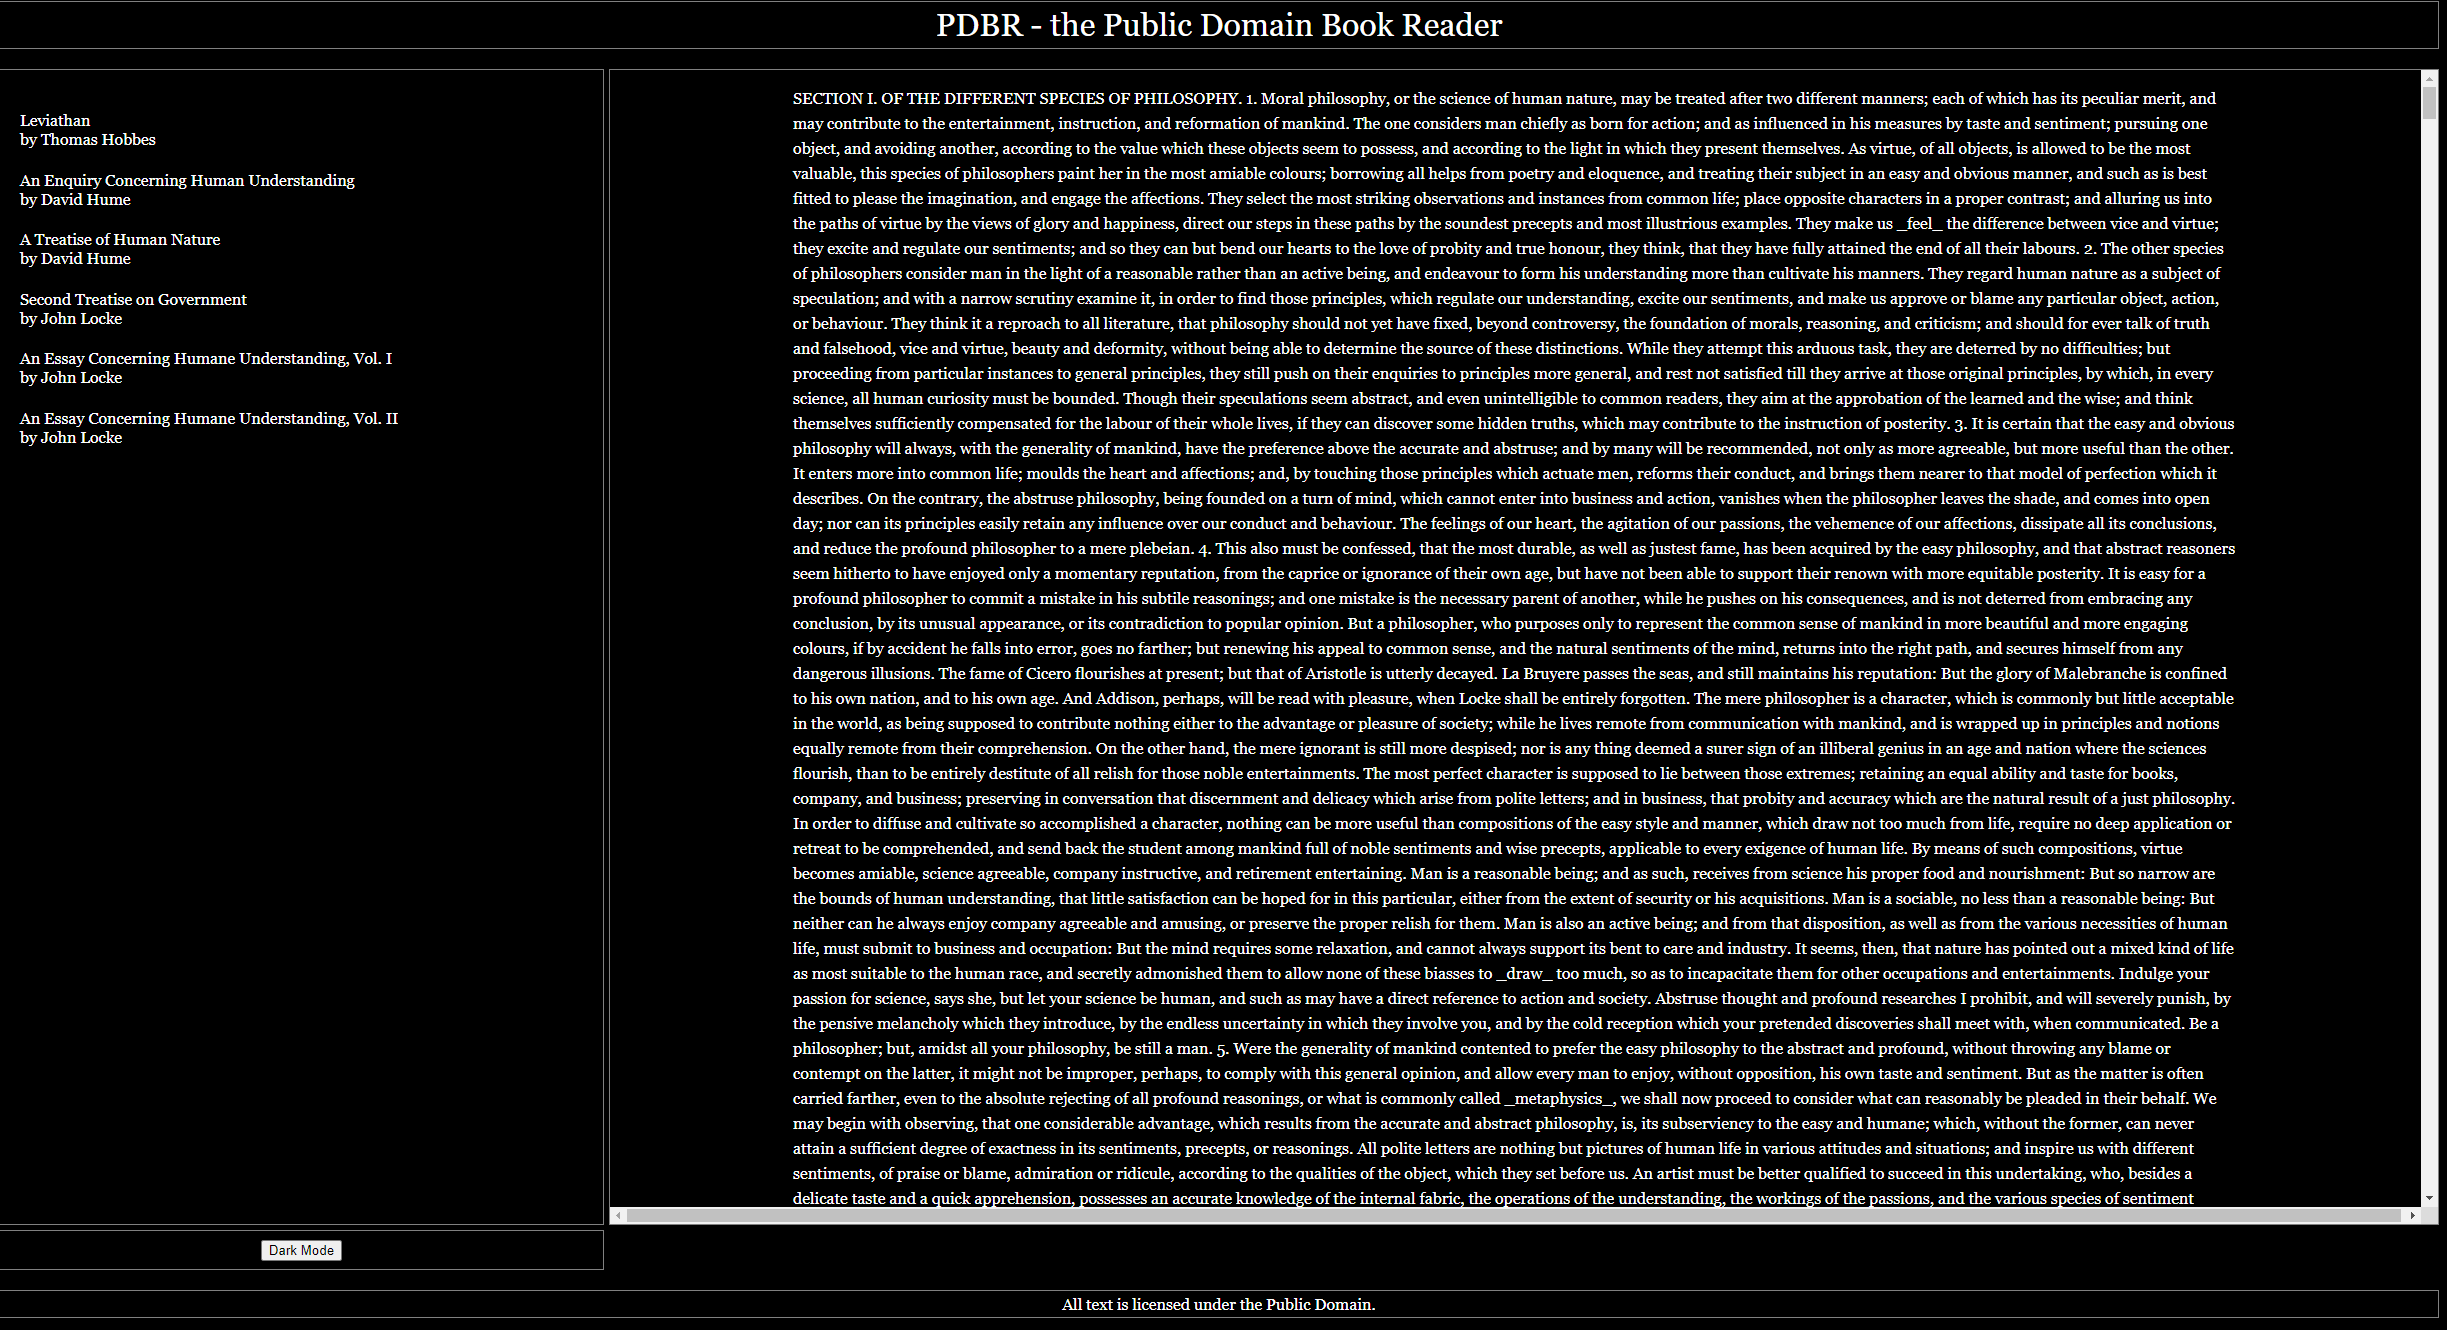 PDBR - the Public Domain Book Reader
Leviathan
by Thomas Hobbes
An Enquiry Concerning Human Understanding
by David Hume
A Treatise of Human Nature
by David Hume
Second Treatise on Government
by John Locke
An Essay Concerning Humane Understanding, Vol. I
by John Locke
An Essay Concerning Humane Understanding, Vol. II
by John Locke
SECTION I. OF THE DIFFERENT SPECIES OF PHILOSOPHY. 1. Moral philosophy, or the science of human nature, may be treated after two different manners; each of which has its peculiar merit, and
may contribute to the entertainment, instruction, and reformation of mankind. The one considers man chiefly as born for action; and as influenced in his measures by taste and sentiment; pursuing one
object, and avoiding another, according to the value which these objects seem to possess, and according to the light in which they present themselves. As virtue, of all objects, is allowed to be the most
valuable, this species of philosophers paint her in the most amiable colours; borrowing all helps from poetry and eloquence, and treating their subject in an easy and obvious manner, and such as is best
fitted to please the imagination, and engage the affections. They select the most striking observations and instances from common life; place opposite characters in a proper contrast; and alluring us into
the paths of virtue by the views of glory and happiness, direct our steps in these paths by the soundest precepts and most illustrious examples. They make us _feel_ the difference between vice and virtue;
they excite and regulate our sentiments; and so they can but bend our hearts to the love of probity and true honour, they think, that they have fully attained the end of all their labours. 2. The other species
of philosophers consider man in the light of a reasonable rather than an active being, and endeavour to form his understanding more than cultivate his manners. They regard human nature as a subject of
speculation; and with a narrow scrutiny examine it, in order to find those principles, which regulate our understanding, excite our sentiments, and make us approve or blame any particular object, action,
or behaviour. They think it a reproach to all literature, that philosophy should not yet have fixed, beyond controversy, the foundation of morals, reasoning, and criticism; and should for ever talk of truth
and falsehood, vice and virtue, beauty and deformity, without being able to determine the source of these distinctions. While they attempt this arduous task, they are deterred by no difficulties; but
proceeding from particular instances to general principles, they still push on their enquiries to principles more general, and rest not satisfied till they arrive at those original principles, by which, in every
science, all human curiosity must be bounded. Though their speculations seem abstract, and even unintelligible to common readers, they aim at the approbation of the learned and the wise; and think
themselves sufficiently compensated for the labour of their whole lives, if they can discover some hidden truths, which may contribute to the instruction of posterity. 3. It is certain that the easy and obvious
philosophy will always, with the generality of mankind, have the preference above the accurate and abstruse; and by many will be recommended, not only as more agreeable, but more useful than the other.
It enters more into common life; moulds the heart and affections; and, by touching those principles which actuate men, reforms their conduct, and brings them nearer to that model of perfection which it
describes. On the contrary, the abstruse philosophy, being founded on a turn of mind, which cannot enter into business and action, vanishes when the philosopher leaves the shade, and comes into open
day; nor can its principles easily retain any influence over our conduct and behaviour. The feelings of our heart, the agitation of our passions, the vehemence of our affections, dissipate all its conclusions,
and reduce the profound philosopher to a mere plebeian. 4. This also must be confessed, that the most durable, as well as justest fame, has been acquired by the easy philosophy, and that abstract reasoners
seem hitherto to have enjoyed only a momentary reputation, from the caprice or ignorance of their own age, but have not been able to support their renown with more equitable posterity. It is easy for a
profound philosopher to commit a mistake in his subtile reasonings; and one mistake is the necessary parent of another, while he pushes on his consequences, and is not deterred from embracing any
conclusion, by its unusual appearance, or its contradiction to popular opinion. But a philosopher, who purposes only to represent the common sense of mankind in more beautiful and more engaging
colours, if by accident he falls into error, goes no farther; but renewing his appeal to common sense, and the natural sentiments of the mind, returns into the right path, and secures himself from any
dangerous illusions. The fame of Cicero flourishes at present; but that of Aristotle is utterly decayed. La Bruyere passes the seas, and still maintains his reputation: But the glory of Malebranche is confined
to his own nation, and to his own age. And Addison, perhaps, will be read with pleasure, when Locke shall be entirely forgotten. The mere philosopher is a character, which is commonly but little acceptable
in the world, as being supposed to contribute nothing either to the advantage or pleasure of society; while he lives remote from communication with mankind, and is wrapped up in principles and notions
equally remote from their comprehension. On the other hand, the mere ignorant is still more despised; nor is any thing deemed a surer sign of an illiberal genius in an age and nation where the sciences
flourish, than to be entirely destitute of all relish for those noble entertainments. The most perfect character is supposed to lie between those extremes; retaining an equal ability and taste for books,
company, and business; preserving in conversation that discernment and delicacy which arise from polite letters; and in business, that probity and accuracy which are the natural result of a just philosophy.
In order to diffuse and cultivate so accomplished a character, nothing can be more useful than compositions of the easy style and manner, which draw not too much from life, require no deep application or
retreat to be comprehended, and send back the student among mankind full of noble sentiments and wise precepts, applicable to every exigence of human life. By means of such compositions, virtue
becomes amiable, science agreeable, company instructive, and retirement entertaining. Man is a reasonable being; and as such, receives from science his proper food and nourishment: But so narrow are
the bounds of human understanding, that little satisfaction can be hoped for in this particular, either from the extent of security or his acquisitions. Man is a sociable, no less than a reasonable being: But
neither can he always enjoy company agreeable and amusing, or preserve the proper relish for them. Man is also an active being; and from that disposition, as well as from the various necessities of human
life, must submit to business and occupation: But the mind requires some relaxation, and cannot always support its bent to care and industry. It seems, then, that nature has pointed out a mixed kind of life
as most suitable to the human race, and secretly admonished them to allow none of these biasses to _draw_ too much, so as to incapacitate them for other occupations and entertainments. Indulge your
passion for science, says she, but let your science be human, and such as may have a direct reference to action and society. Abstruse thought and profound researches I prohibit, and will severely punish, by
the pensive melancholy which they introduce, by the endless uncertainty in which they involve you, and by the cold reception which your pretended discoveries shall meet with, when communicated. Be a
philosopher; but, amidst all your philosophy, be still a man. 5. Were the generality of mankind contented to prefer the easy philosophy to the abstract and profound, without throwing any blame or
contempt on the latter, it might not be improper, perhaps, to comply with this general opinion, and allow every man to enjoy, without opposition, his own taste and sentiment. But as the matter is often
carried farther, even to the absolute rejecting of all profound reasonings, or what is commonly called _metaphysics_, we shall now proceed to consider what can reasonably be pleaded in their behalf. We
may begin with observing, that one considerable advantage, which results from the accurate and abstract philosophy, is, its subserviency to the easy and humane; which, without the former, can never
attain a sufficient degree of exactness in its sentiments, precepts, or reasonings. All polite letters are nothing but pictures of human life in various attitudes and situations; and inspire us with different
sentiments, of praise or blame, admiration or ridicule, according to the qualities of the object, which they set before us. An artist must be better qualified to succeed in this undertaking, who, besides a
delicate taste and a quick apprehension, possesses an accurate knowledge of the internal fabric, the operations of the understanding, the workings of the passions, and the various species of sentiment
Dark Mode
All text is licensed under the Public Domain.